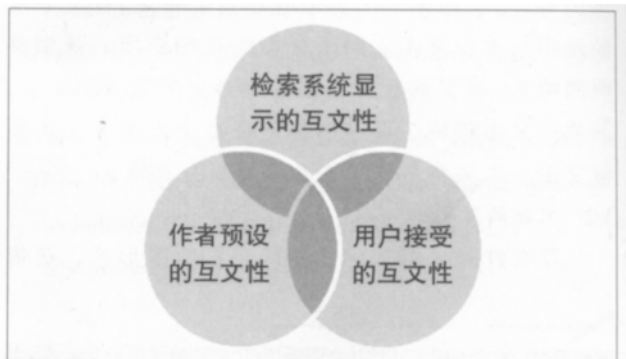 检索系统显
示的互文性
作者预设
的互文性
用户接受
的互文性